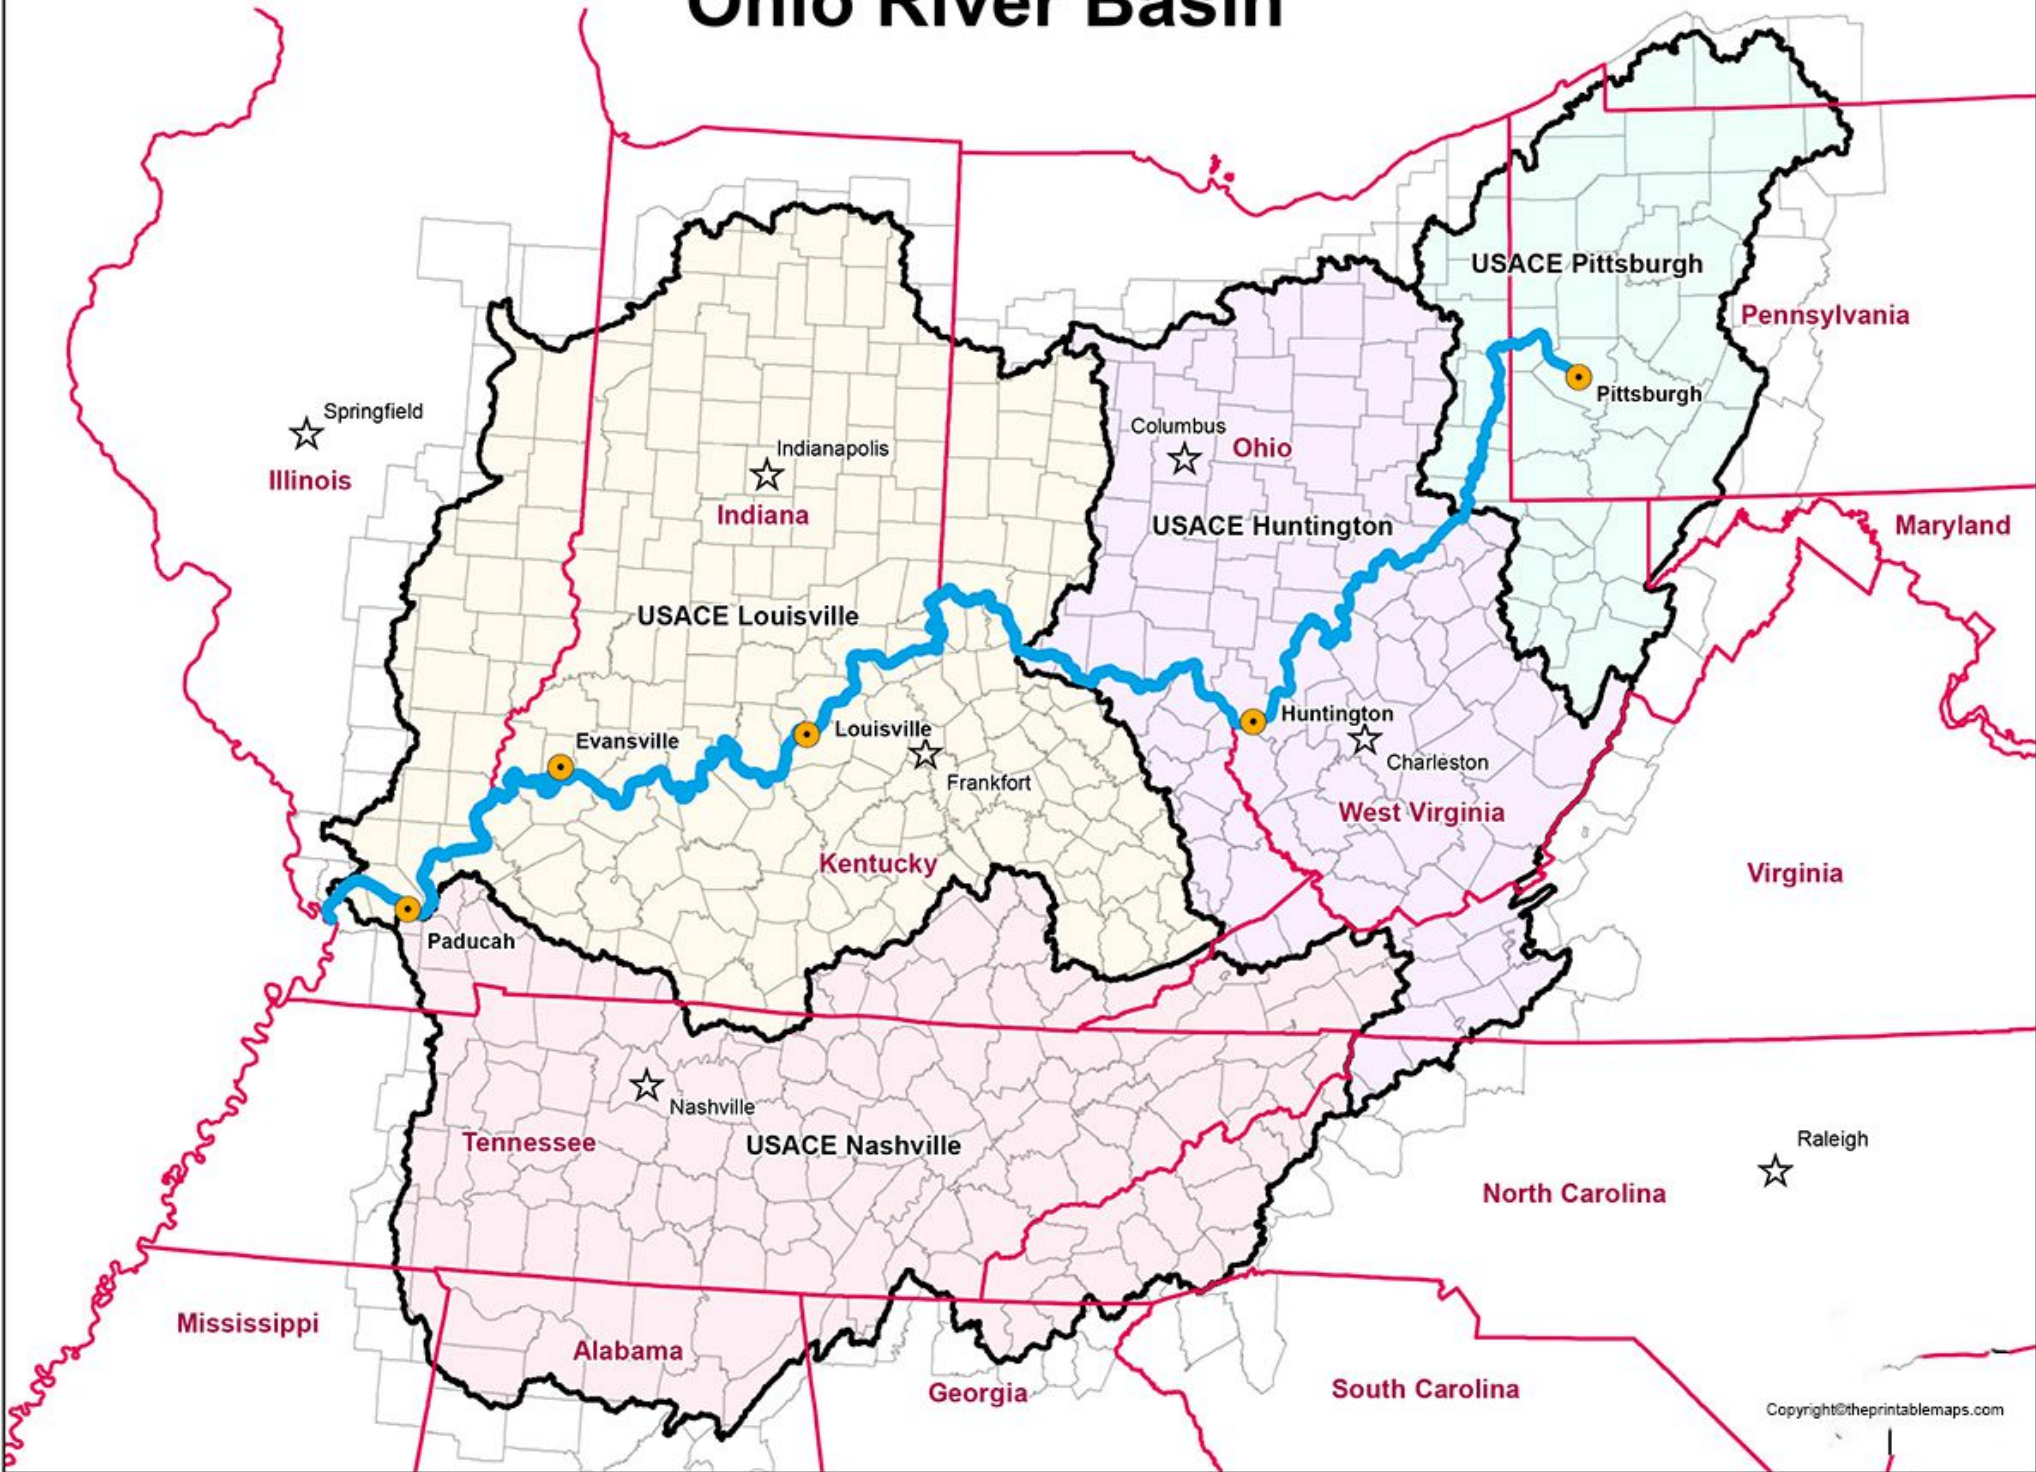 Ohio River Basin
USACE Pittsburgh
Pennsylvania
Pittsburgh
Springfield
Illinois
Columbus
Ohio
Indianapolis
Indiana
USACE Huntington
Maryland
USACE Louisville
Huntington
Charleston
Louisville
Evansville
Frankfort
West Virginia
Kentucky
Virginia
Paducah
Nashville
Tennessee
USACE Nashville
Raleigh
North Carolina
Mississippi
Alabama
Georgia
South Carolina
Copyright©theprintablemaps.com